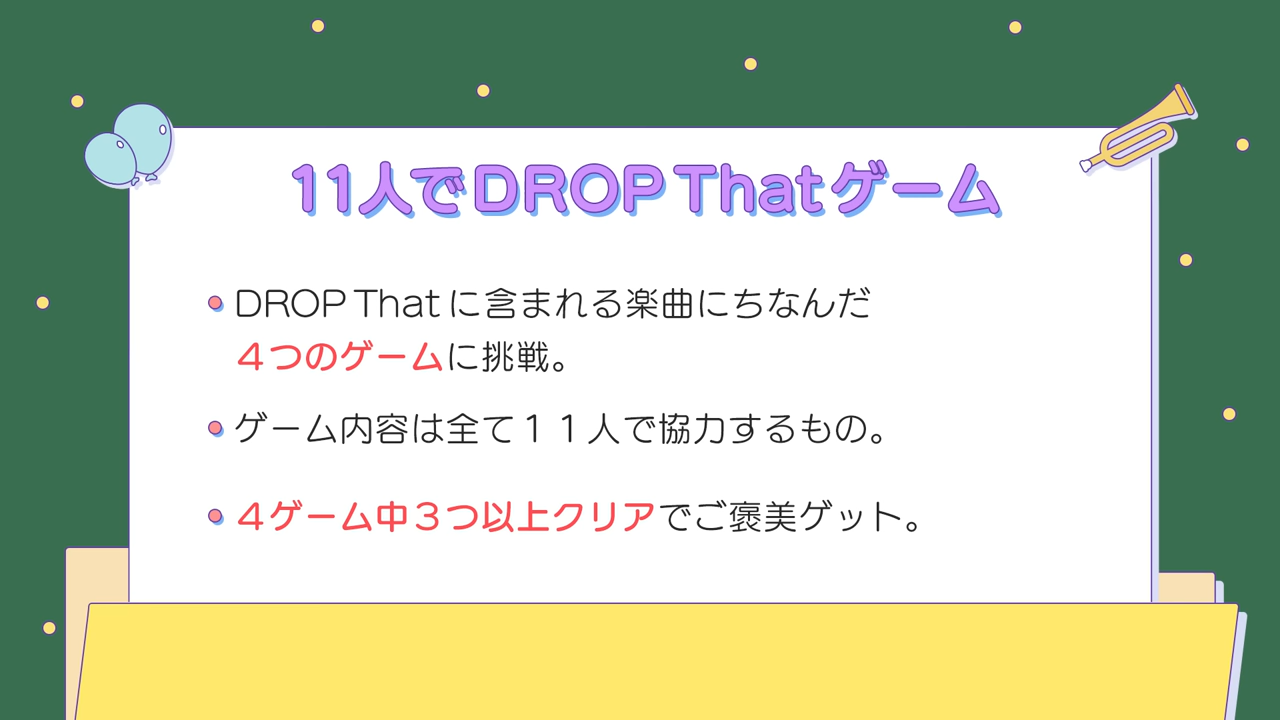 11人でDROP Thatゲーム
DROP Thatに含まれる楽曲にちなんだ
４つのゲームに挑戦。
ゲーム内容は全て１１人で協力するもの。
４ゲーム中３つ以上クリアでご褒美ゲット。